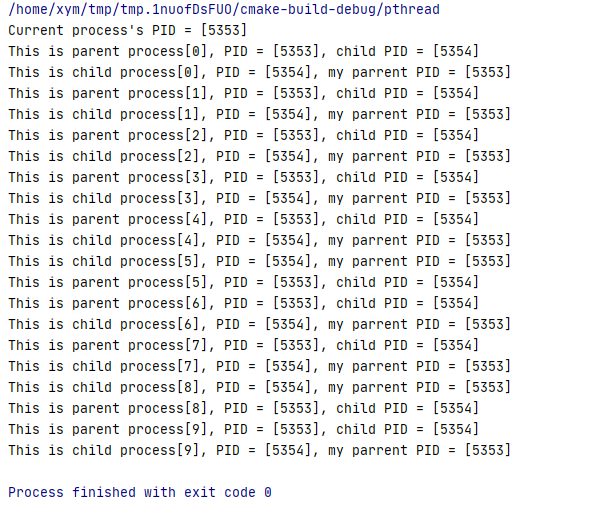 /home/xym/tmp/tmp.1nuofDsFUO/cmake-build-debug/pthread
Current process's PID = [5353]
This is parent process[0], PID = [5353], child PID = [5354]
This is child process[0], PID = [5354], my parrent PID = [5353]
This is parent process[1], PID = [5353], child PID = [5354]
This is child process[1], PID = [5354], my parrent PID = [5353]
This is parent process[2], PID = [5353], child PID = [5354]
This is child process[2], PID = [5354], my parrent PID = [5353]
This is parent process[3], PID = [5353], child PID = [5354]
This is child process[3], PID = [5354], my parrent PID = [5353]
This is parent process[4], PID = [5353], child PID = [5354]
This is child process[4], PID = [5354], my parrent PID = [5353]
This is child process[5], PID = [5354], my parrent PID = [5353]
This is parent process[5], PID = [5353], child PID = [5354]
This is parent process[6], PID = [5353], child PID = [5354]
This is child process[6], PID = [5354], my parrent PID = [5353]
This is parent process[7], PID = [5353], child PID = [5354]
This is child process[7], PID = [5354], my parrent PID = [5353]
This is child process[8], PID = [5354], my parrent PID = [5353]
This is parent process[8], PID = [5353], child PID = [5354]
This is parent process[9], PID = [5353], child PID = [5354]
This is child process[9], PID = [5354], my parrent PID = [5353]
Process finished with exit code 0